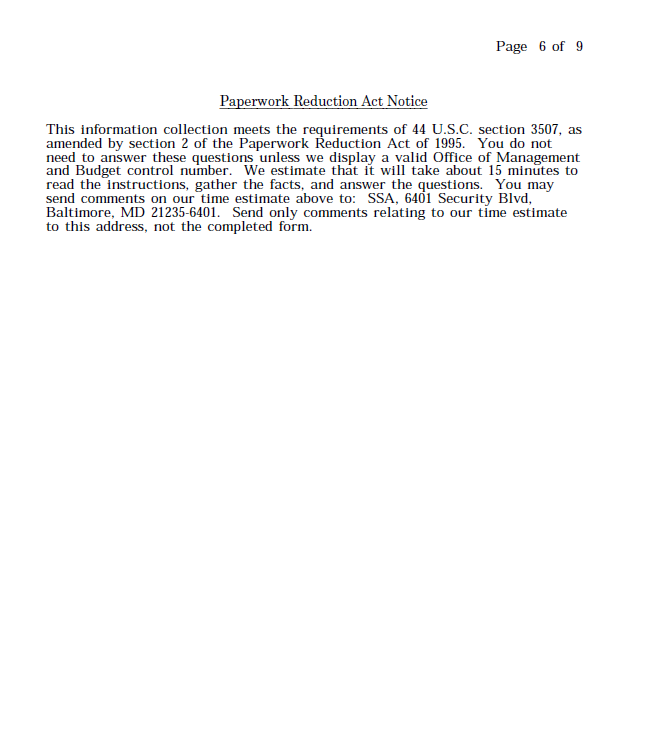 Page 6 of 9
Paperwork Reduction Act Notice
This information collection meets the requirements of 44 U.S.C. section 3507, as
amended by section 2 of the Paperwork Reduction Act of 1995. You do not
need to answer these questions unless we display a valid Office of Management
and Budget control number. We estimate that it will take about 15 minutes to
read the instructions, gather the facts, and answer the questions. You may
send comments on our time estimate above to: SSA, 6401 Security Blvd,
Baltimore, MD 21235-6401. Send only comments relating to our time estimate
to this address, not the completed form.